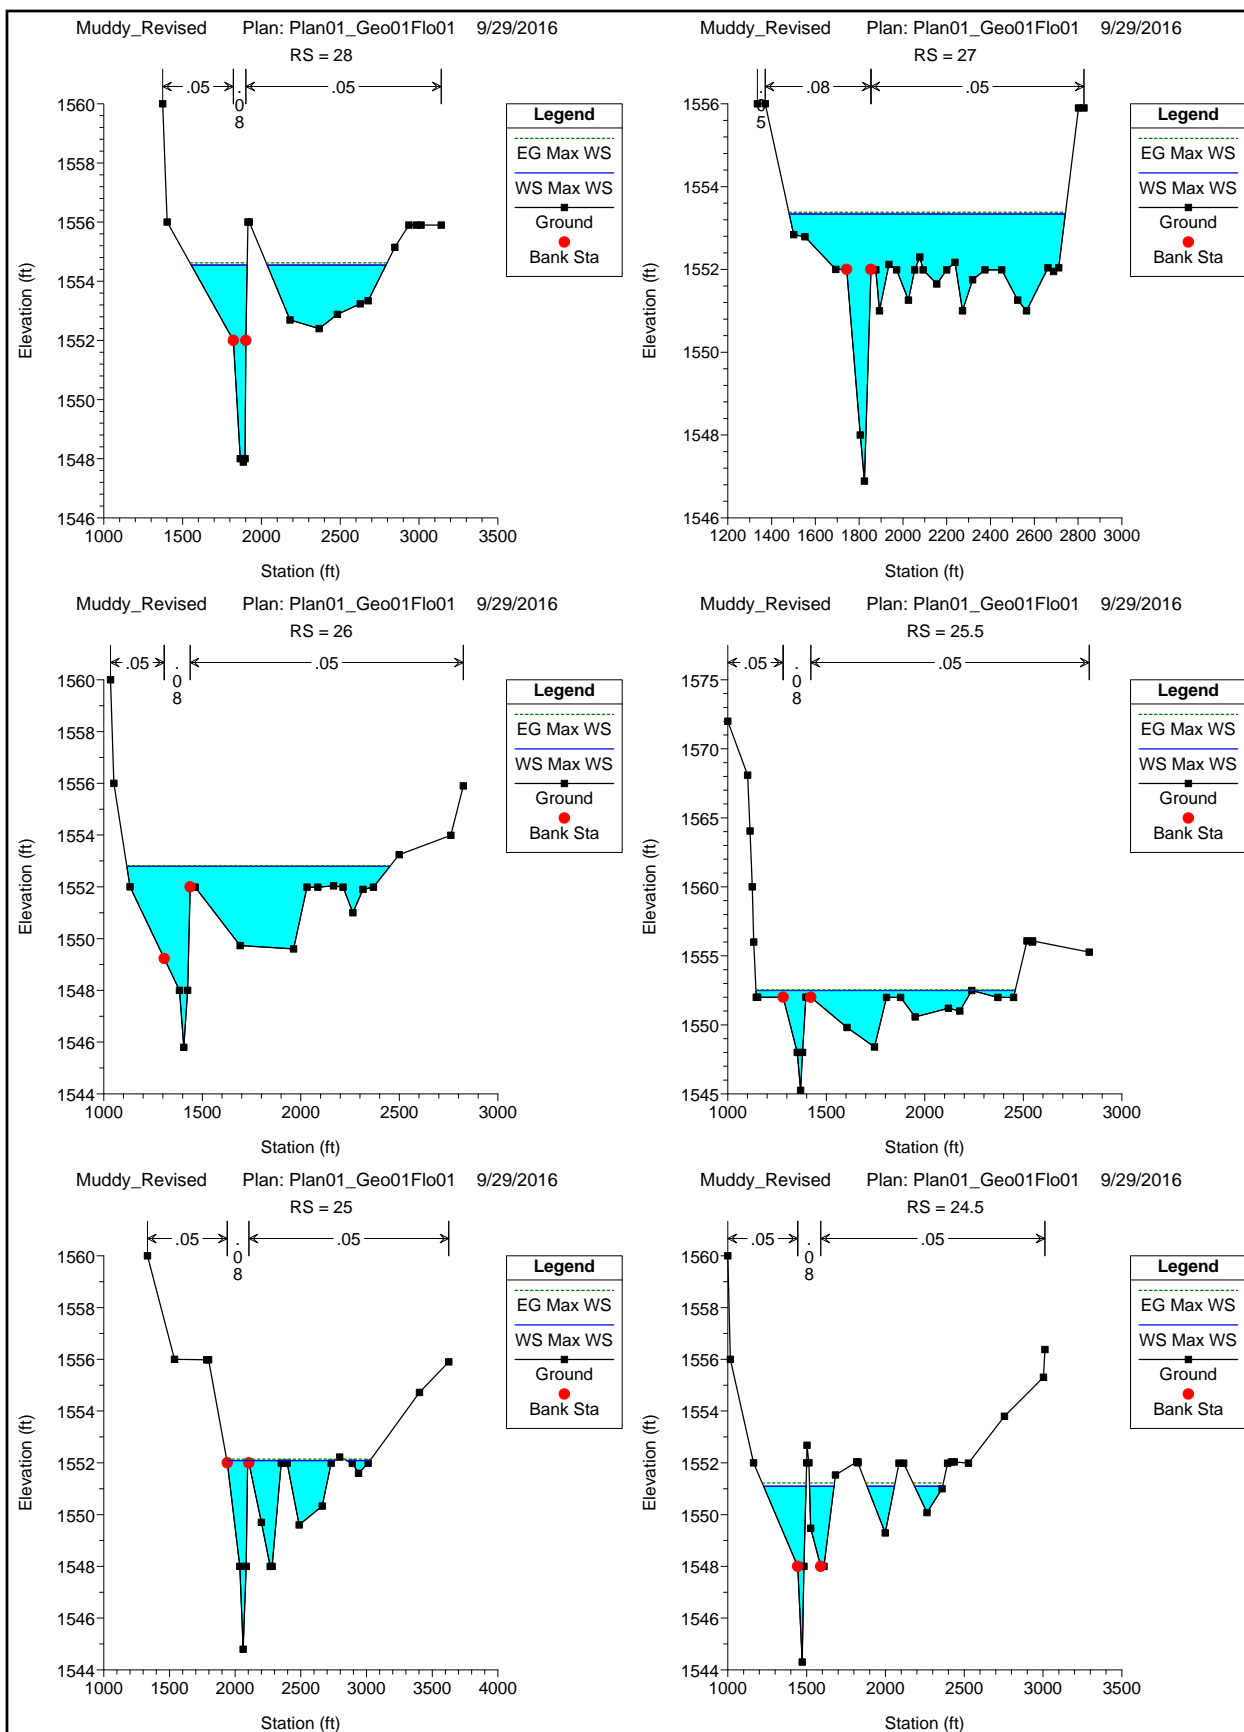 Muddy_Revised Plan: Plan01_Geo01Flo01 9/29/2016
RS = 28
.05 .08 .05
1560
1558
1556
1554
1552
1550
1548
1546
Elevation (ft)
1000 1500 2000 2500 3000 3500
Station (ft)
Legend
EG Max WS
WS Max WS
Ground
Bank Sta
Muddy_Revised Plan: Plan01_Geo01Flo01 9/29/2016
RS = 27
.05 .08 .05
1556
1554
1552
1550
1548
1546
Elevation (ft)
1200 1400 1600 1800 2000 2200 2400 2600 2800 3000
Station (ft)
Legend
EG Max WS
WS Max WS
Ground
Bank Sta
Muddy_Revised Plan: Plan01_Geo01Flo01 9/29/2016
RS = 26
.05 .08 .05
1560
1558
1556
1554
1552
1550
1548
1546
1544
Elevation (ft)
1000 1500 2000 2500 3000
Station (ft)
Legend
EG Max WS
WS Max WS
Ground
Bank Sta
Muddy_Revised Plan: Plan01_Geo01Flo01 9/29/2016
RS = 25.5
.05 .08 .05
1575
1570
1565
1560
1555
1550
1545
Elevation (ft)
1000 1500 2000 2500 3000
Station (ft)
Legend
EG Max WS
WS Max WS
Ground
Bank Sta
Muddy_Revised Plan: Plan01_Geo01Flo01 9/29/2016
RS = 25
.05 .08 .05
1560
1558
1556
1554
1552
1550
1548
1546
1544
Elevation (ft)
1000 1500 2000 2500 3000 3500 4000
Station (ft)
Legend
EG Max WS
WS Max WS
Ground
Bank Sta
Muddy_Revised Plan: Plan01_Geo01Flo01 9/29/2016
RS = 24.5
.05 .08 .05
1560
1558
1556
1554
1552
1550
1548
1546
1544
Elevation (ft)
1000 1500 2000 2500 3000 3500
Station (ft)
Legend
EG Max WS
WS Max WS
Ground
Bank Sta